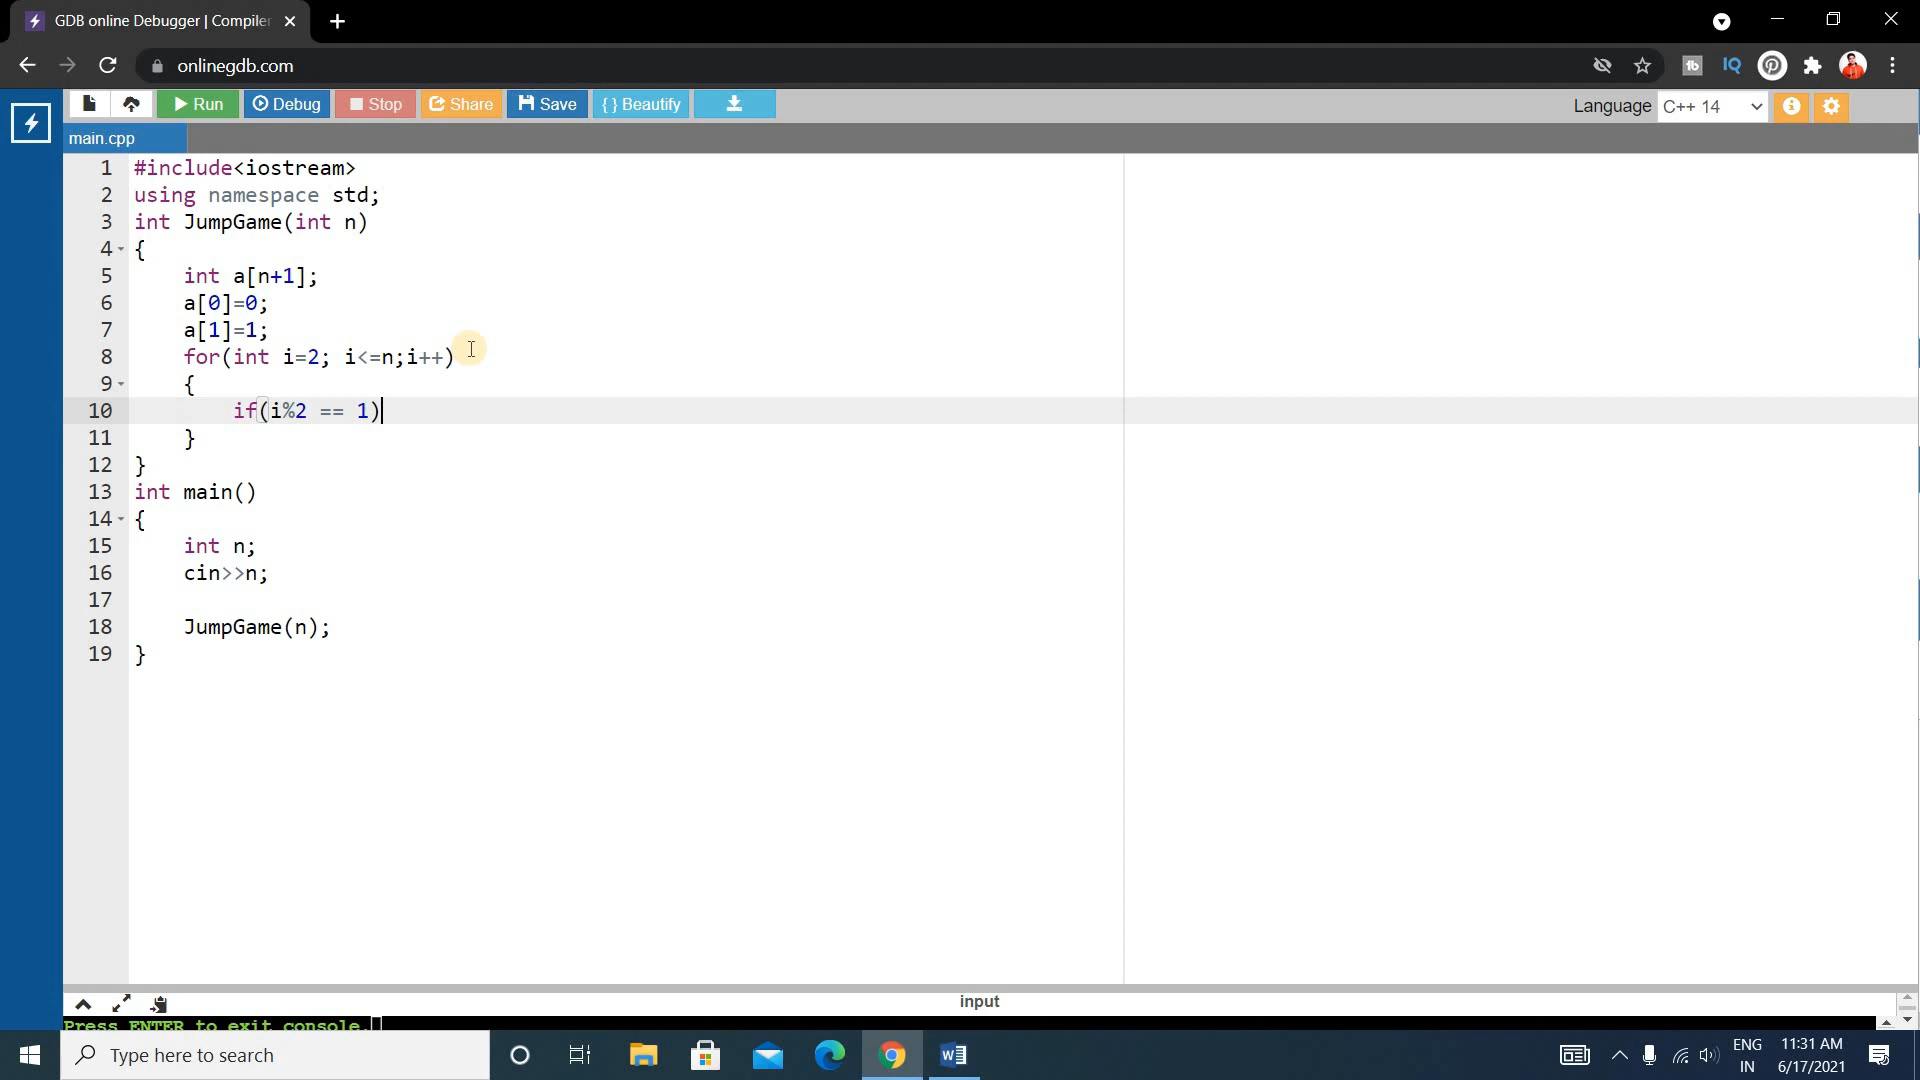 GDB online Debugger | Compiler
onlinegdb.com
Run Debug Stop Share Save { } Beautify Language C++ 14
main.cpp
1 #include<iostream>
2 using namespace std;
3 int JumpGame(int n)
4 {
5 int a[n+1];
6 a[0]=0;
7 a[1]=1;
8 for(int i=2; i<=n;i++)
9 {
10 if(i%2 == 1)
11 }
12 }
13 int main()
14 {
15 int n;
16 cin>>n;
17
18 JumpGame(n);
19 }
input
Press ENTER to exit console.
Type here to search
ENG
IN
11:31 AM
6/17/2021